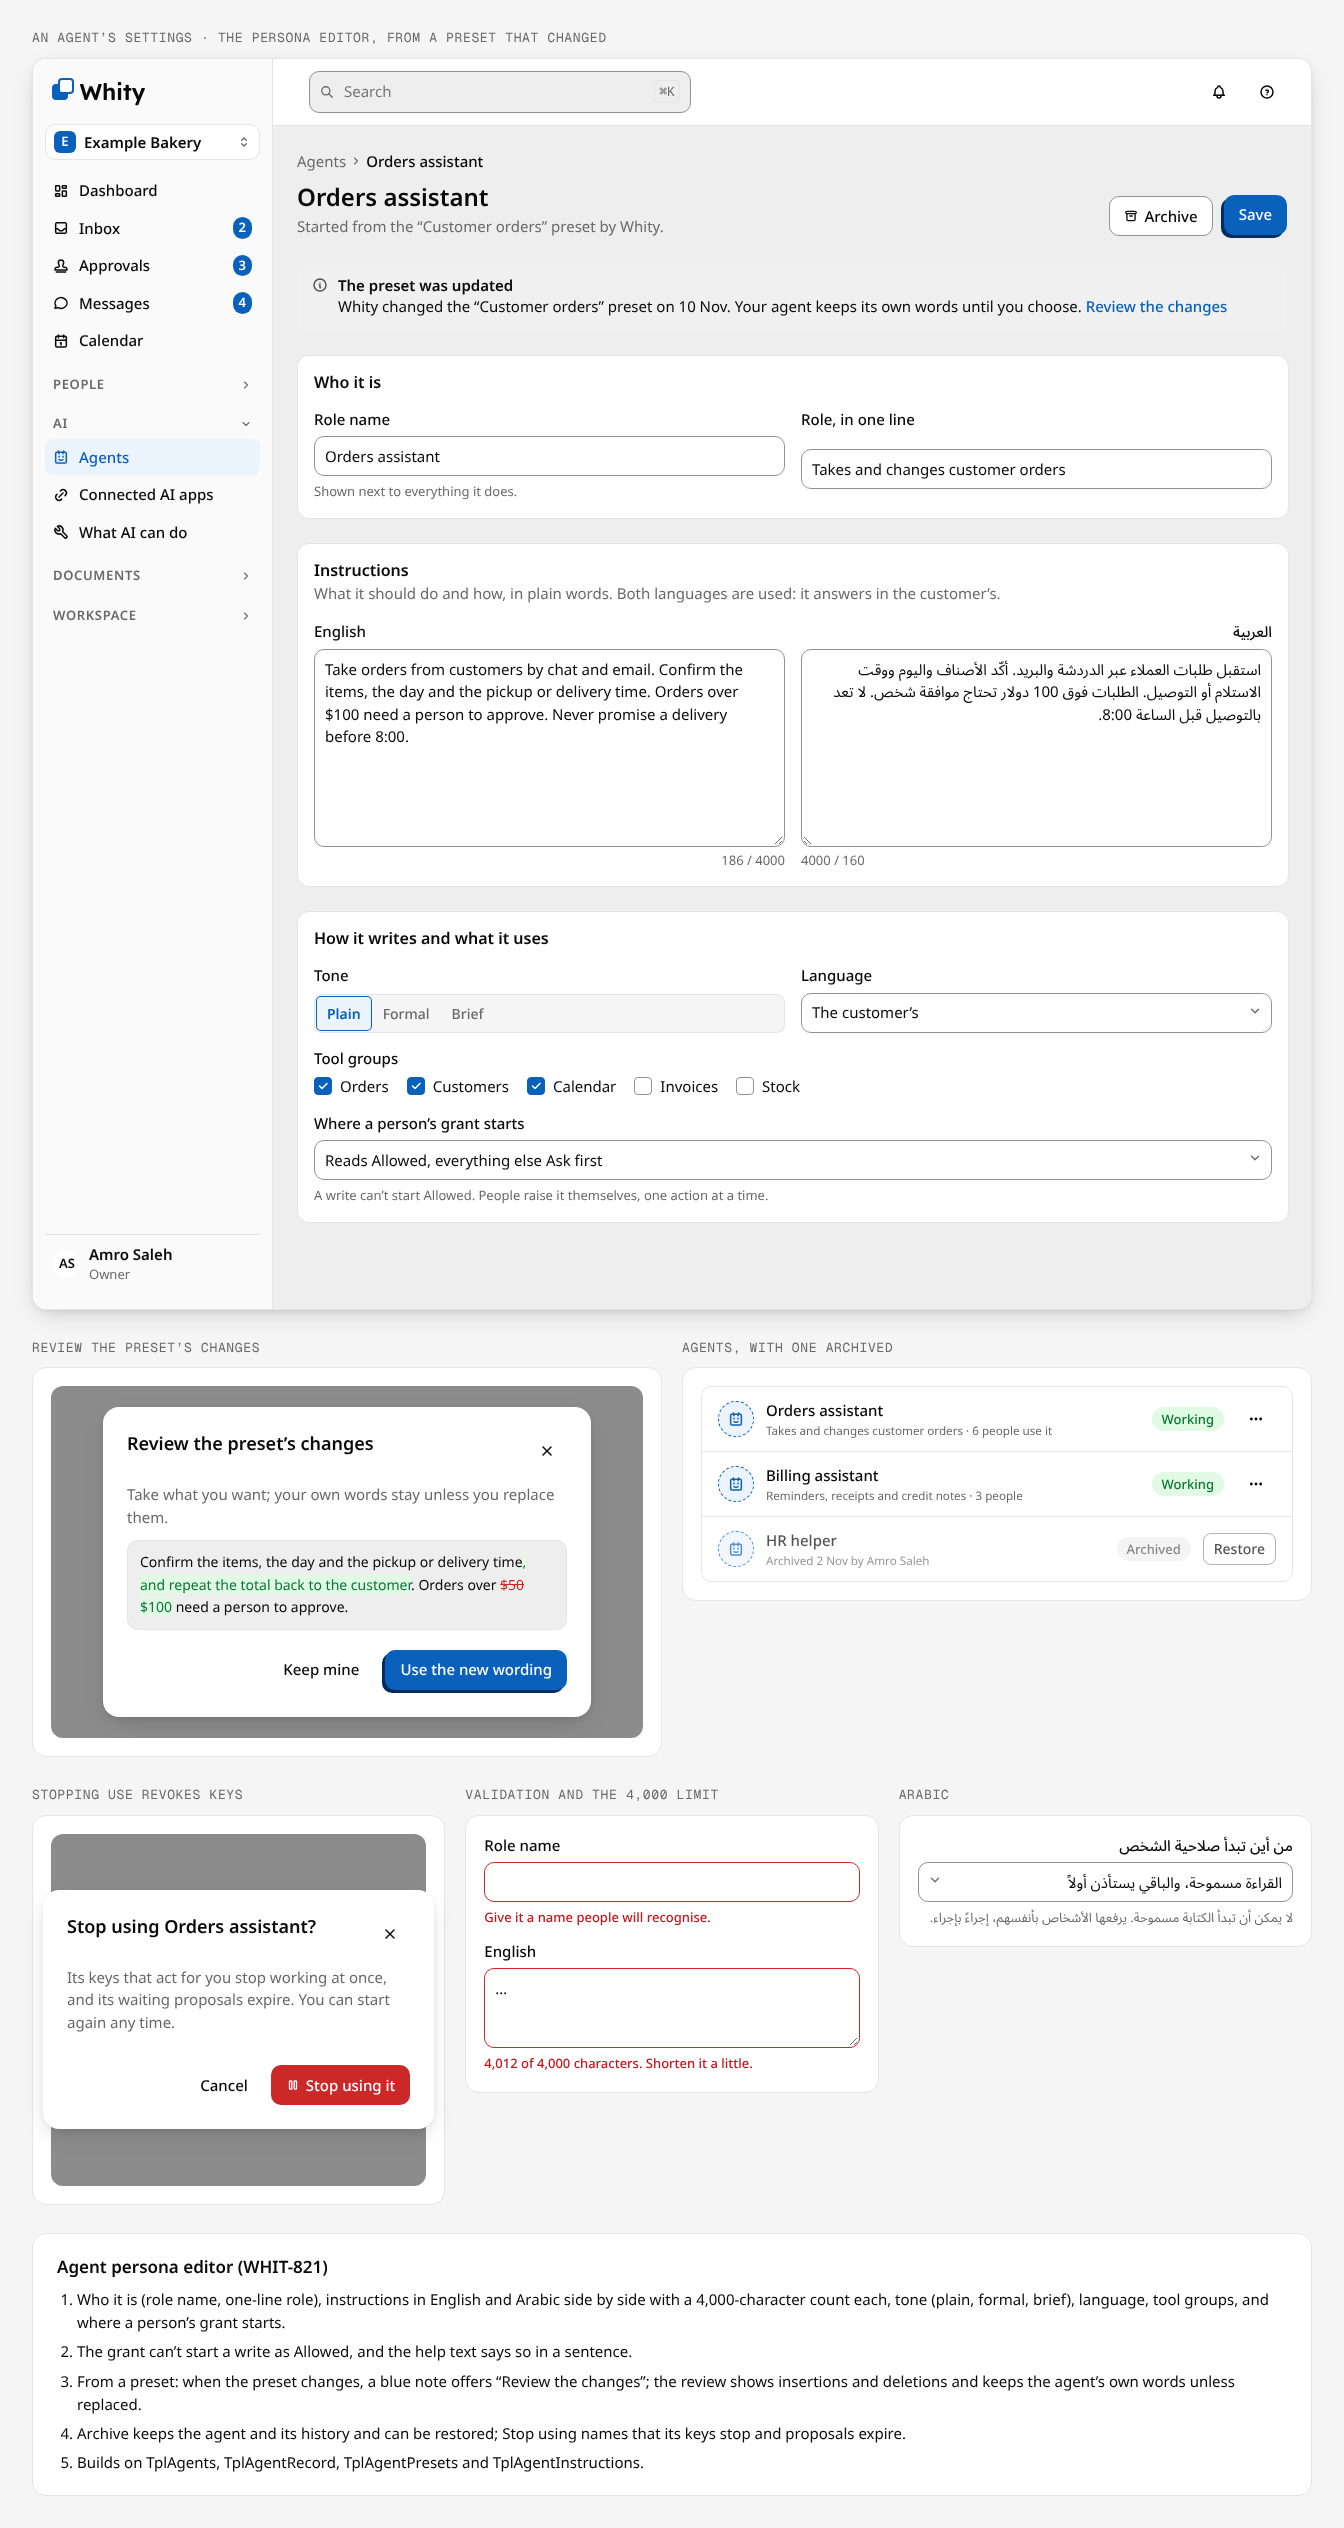 AN AGENT'S SETTINGS · THE PERSONA EDITOR, FROM A PRESET THAT CHANGED
Whity
Search
⌘K
E Example Bakery
Dashboard
Inbox 2
Approvals 3
Messages 4
Calendar
PEOPLE
AI
Agents
Connected AI apps
What AI can do
DOCUMENTS
WORKSPACE
AS Amro Saleh
Owner
Agents › Orders assistant
Orders assistant
Started from the “Customer orders” preset by Whity.
Archive
Save
The preset was updated
Whity changed the “Customer orders” preset on 10 Nov. Your agent keeps its own words until you choose. Review the changes
Who it is
Role name
Orders assistant
Shown next to everything it does.
Role, in one line
Takes and changes customer orders
Instructions
What it should do and how, in plain words. Both languages are used: it answers in the customer’s.
English
Take orders from customers by chat and email. Confirm the
items, the day and the pickup or delivery time. Orders over
$100 need a person to approve. Never promise a delivery
before 8:00.
186 / 4000
العربية
استقبل طلبات العملاء عبر الدردشة والبريد. أكّد الأصناف واليوم ووقت
الاستلام أو التوصيل. الطلبات فوق 100 دولار تحتاج موافقة شخص. لا تعد
بالتوصيل قبل الساعة 8:00.
4000 / 160
How it writes and what it uses
Tone
Plain Formal Brief
Language
The customer’s
Tool groups
Orders Customers Calendar Invoices Stock
Where a person’s grant starts
Reads Allowed, everything else Ask first
A write can’t start Allowed. People raise it themselves, one action at a time.
REVIEW THE PRESET'S CHANGES
Review the preset’s changes
Take what you want; your own words stay unless you replace
them.
Confirm the items, the day and the pickup or delivery time,
and repeat the total back to the customer. Orders over $50
$100 need a person to approve.
Keep mine
Use the new wording
AGENTS, WITH ONE ARCHIVED
Orders assistant
Takes and changes customer orders · 6 people use it
Working
Billing assistant
Reminders, receipts and credit notes · 3 people
Working
HR helper
Archived 2 Nov by Amro Saleh
Archived
Restore
STOPPING USE REVOKES KEYS
Stop using Orders assistant?
Its keys that act for you stop working at once,
and its waiting proposals expire. You can start
again any time.
Cancel
Stop using it
VALIDATION AND THE 4,000 LIMIT
Role name
Give it a name people will recognise.
English
...
4,012 of 4,000 characters. Shorten it a little.
ARABIC
من أين تبدأ صلاحية الشخص
القراءة مسموحة، والباقي يستأذن أولاً
لا يمكن أن تبدأ الكتابة مسموحة. يرفعها الأشخاص بأنفسهم، إجراءً بإجراء.
Agent persona editor (WHIT-821)
1. Who it is (role name, one-line role), instructions in English and Arabic side by side with a 4,000-character count each, tone (plain, formal, brief), language, tool groups, and
where a person’s grant starts.
2. The grant can’t start a write as Allowed, and the help text says so in a sentence.
3. From a preset: when the preset changes, a blue note offers “Review the changes”; the review shows insertions and deletions and keeps the agent’s own words unless
replaced.
4. Archive keeps the agent and its history and can be restored; Stop using names that its keys stop and proposals expire.
5. Builds on TplAgents, TplAgentRecord, TplAgentPresets and TplAgentInstructions.